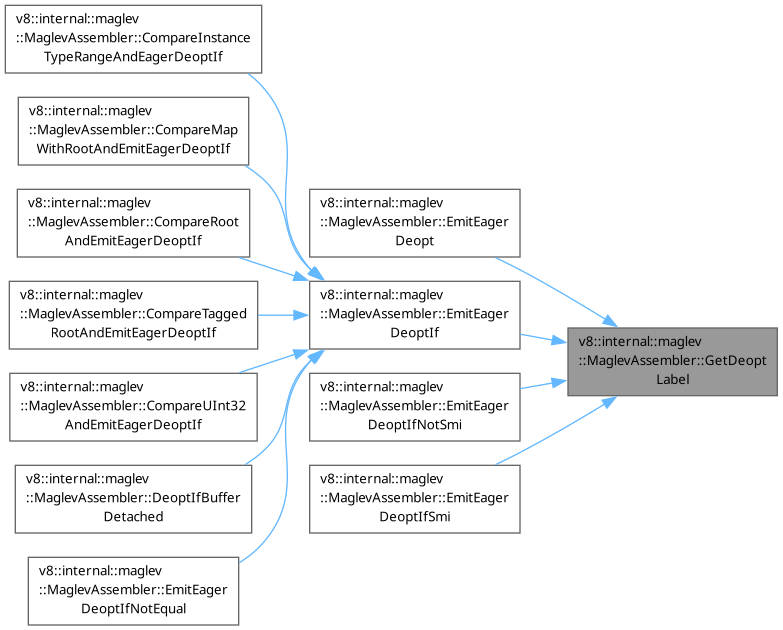 v8::internal::maglev
::MaglevAssembler::CompareInstance
TypeRangeAndEagerDeoptIf
v8::internal::maglev
::MaglevAssembler::CompareMap
WithRootAndEmitEagerDeoptIf
v8::internal::maglev
::MaglevAssembler::CompareRoot
AndEmitEagerDeoptIf
v8::internal::maglev
::MaglevAssembler::CompareTagged
RootAndEmitEagerDeoptIf
v8::internal::maglev
::MaglevAssembler::CompareUInt32
AndEmitEagerDeoptIf
v8::internal::maglev
::MaglevAssembler::DeoptIfBuffer
Detached
v8::internal::maglev
::MaglevAssembler::EmitEager
DeoptIfNotEqual
v8::internal::maglev
::MaglevAssembler::EmitEager
Deopt
v8::internal::maglev
::MaglevAssembler::EmitEager
DeoptIf
v8::internal::maglev
::MaglevAssembler::EmitEager
DeoptIfNotSmi
v8::internal::maglev
::MaglevAssembler::EmitEager
DeoptIfSmi
v8::internal::maglev
::MaglevAssembler::GetDeopt
Label